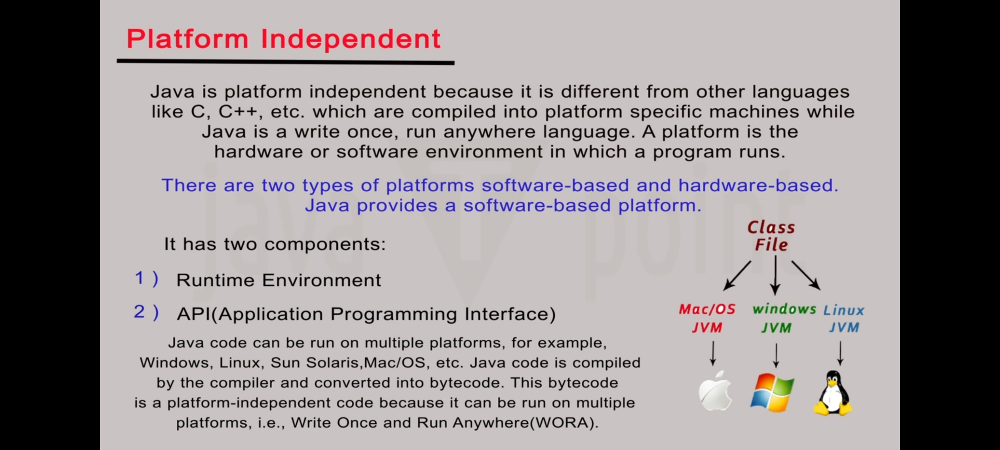 Platform Independent
Java is platform independent because it is different from other languages
like C, C++, etc. which are compiled into platform specific machines while
Java is a write once, run anywhere language. A platform is the
hardware or software environment in which a program runs.
There are two types of platforms software-based and hardware-based.
Java provides a software-based platform.
It has two components:
1) Runtime Environment
2) API(Application Programming Interface)
Java code can be run on multiple platforms, for example,
Windows, Linux, Sun Solaris,Mac/OS, etc. Java code is compiled
by the compiler and converted into bytecode. This bytecode
is a platform-independent code because it can be run on multiple
platforms, i.e., Write Once and Run Anywhere(WORA).
Class
File
Mac/OS
JVM
windows
JVM
Linux
JVM
java T point